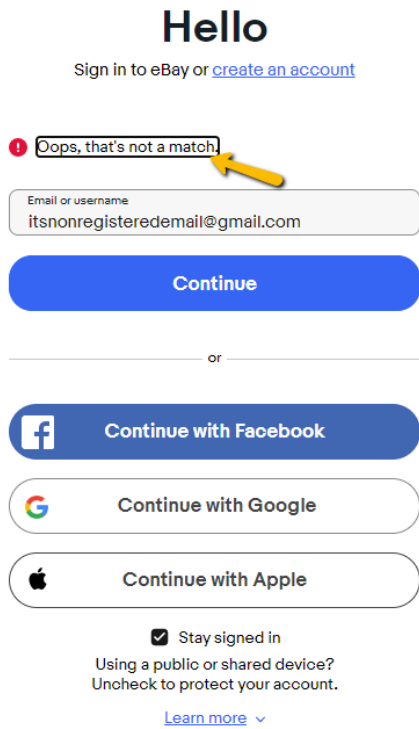 Hello
Sign in to eBay or create an account
Oops, that's not a match.
Email or username
itsnonregisteredemail@gmail.com
Continue
or
Continue with Facebook
Continue with Google
Continue with Apple
Stay signed in
Using a public or shared device?
Uncheck to protect your account.
Learn more